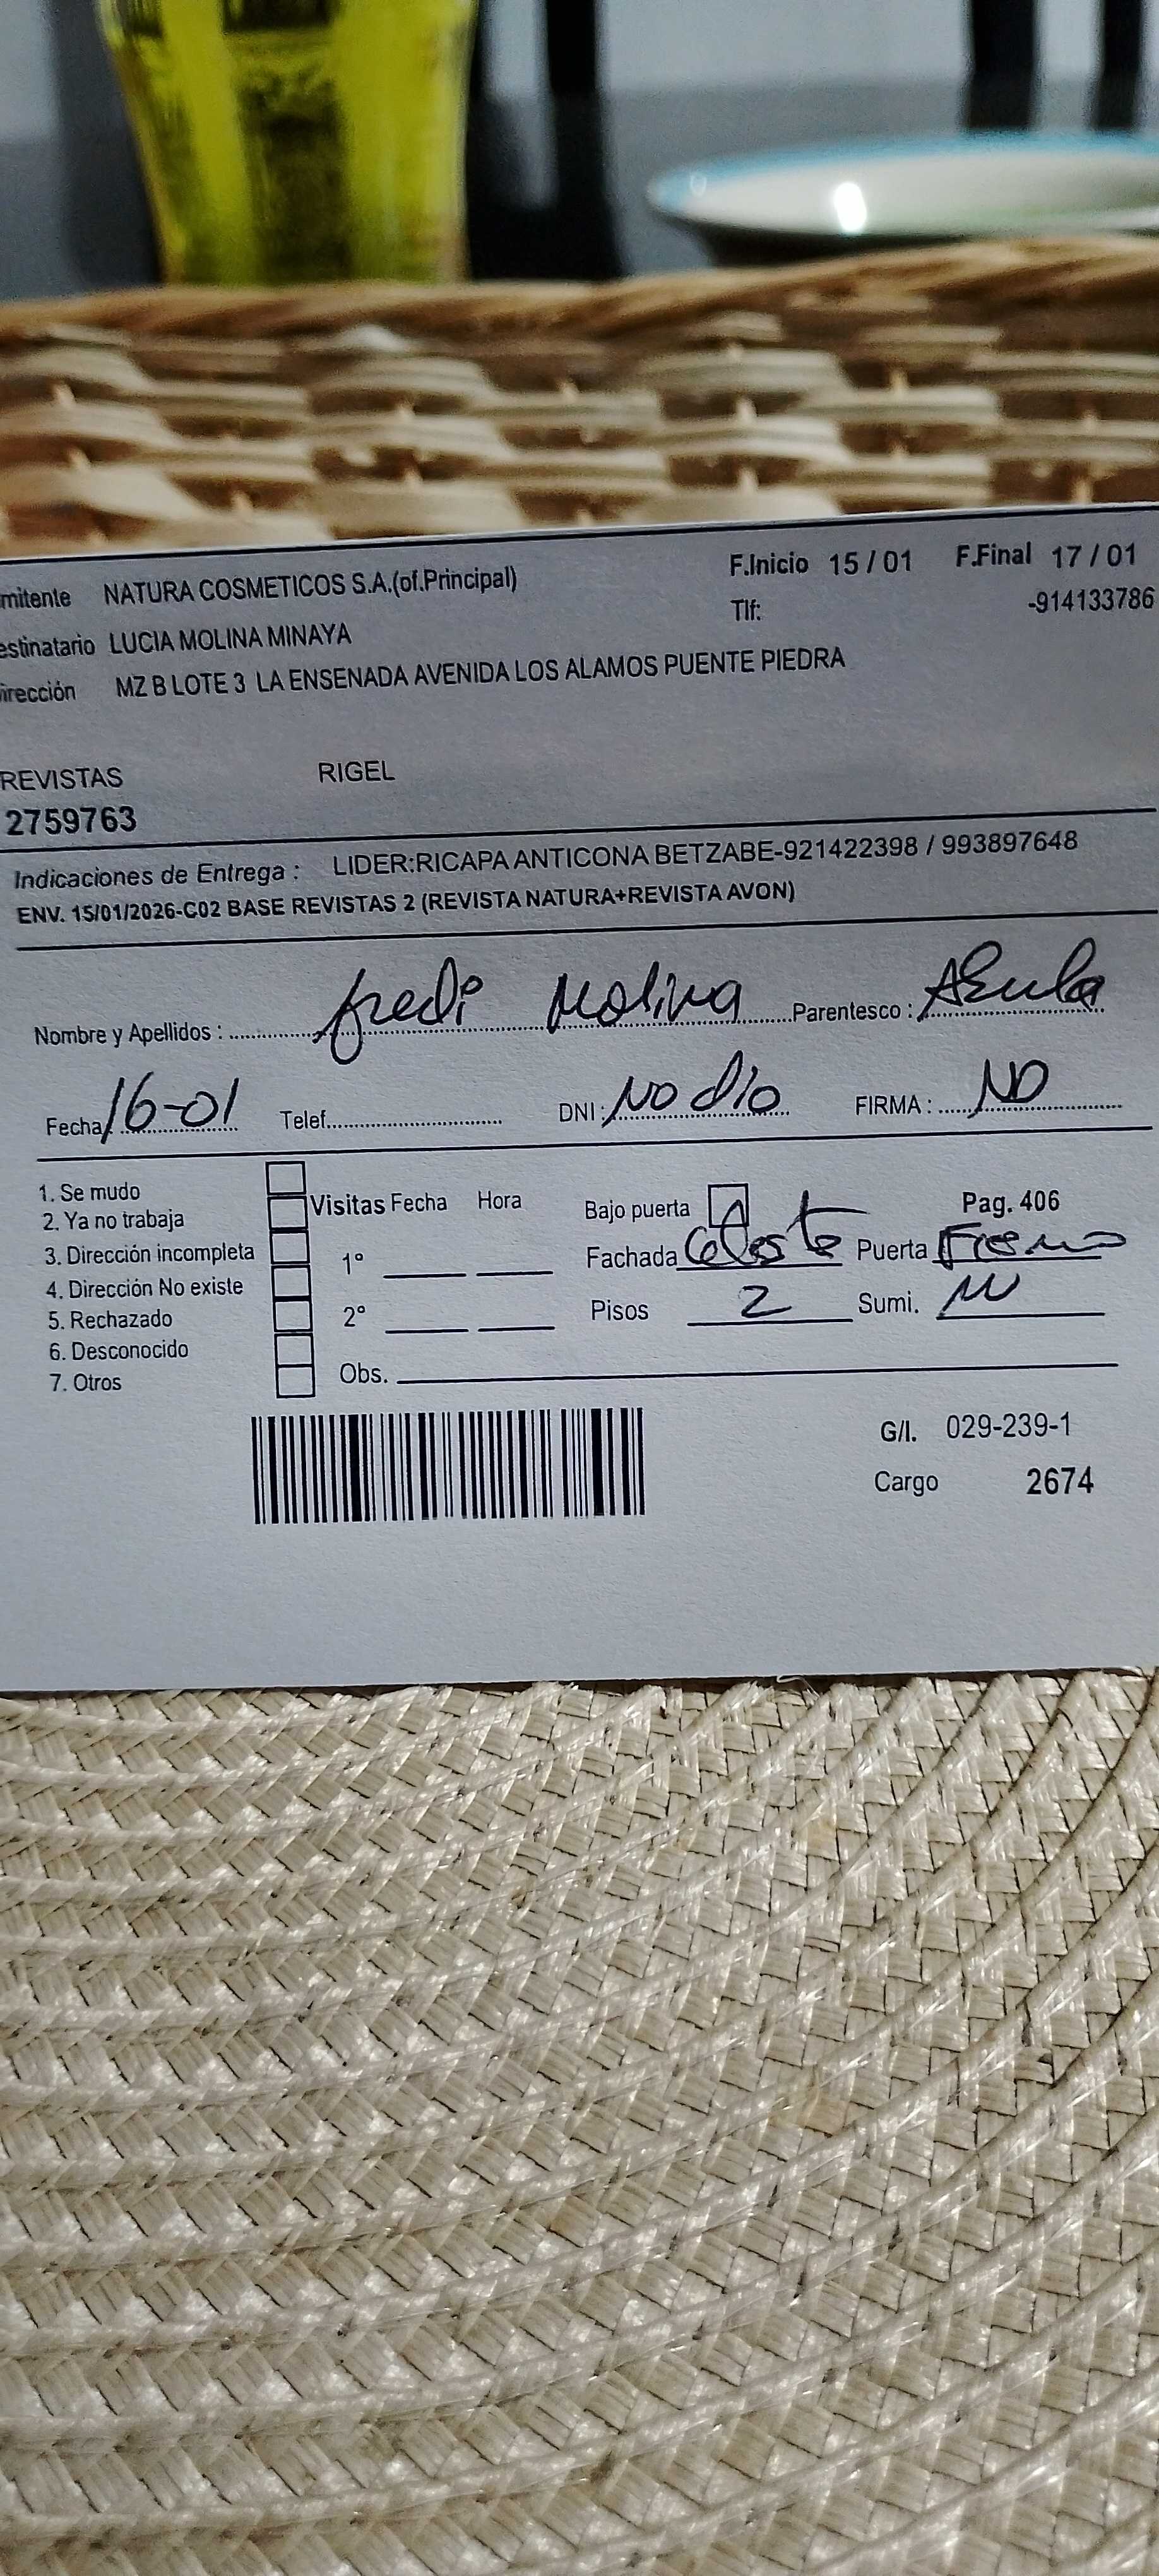 mitente NATURA COSMETICOS S.A.(of.Principal) F.Inicio 15 / 01 F.Final 17 / 01
Tlf: -914133786
estinatario LUCIA MOLINA MINAYA
irección MZ B LOTE 3 LA ENSENADA AVENIDA LOS ALAMOS PUENTE PIEDRA
REVISTAS RIGEL
2759763
Indicaciones de Entrega : LIDER:RICAPA ANTICONA BETZABE-921422398 / 993897648
ENV. 15/01/2026-C02 BASE REVISTAS 2 (REVISTA NATURA+REVISTA AVON)
Nombre y Apellidos : fredi Molina Parentesco :
Fecha: 16-01 Telef. DNI : NO dio FIRMA : NO
1. Se mudo
2. Ya no trabaja
3. Dirección incompleta
4. Dirección No existe
5. Rechazado
6. Desconocido
7. Otros
Visitas Fecha Hora
1º
2º
Obs.
Bajo puerta Pag. 406
Fachada Celeste Puerta Fierro
Pisos 2 Sumi.
G/I. 029-239-1
Cargo 2674